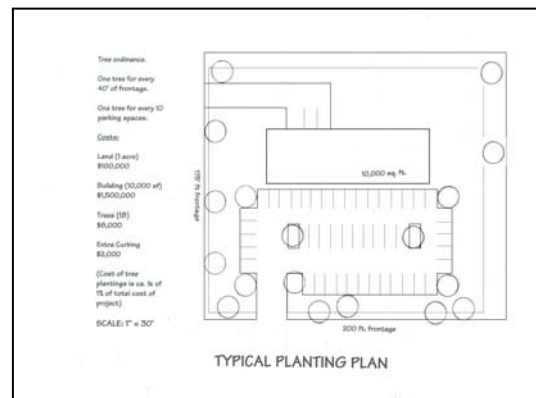 Tree ordinance.
One tree for every
40' of frontage.
One tree for every 10
parking spaces.
Costs:
Land (1 acre)
$100,000
Building (10,000 sf)
$1,500,000
Trees (18)
$8,000
Extra Curbing
$2,000
(Cost of tree
plantings is ca. ½ of
1% of total cost of
project)
SCALE: 1" = 30'
10,000 sq. ft.
ft. frontage
200 ft. frontage
TYPICAL PLANTING PLAN